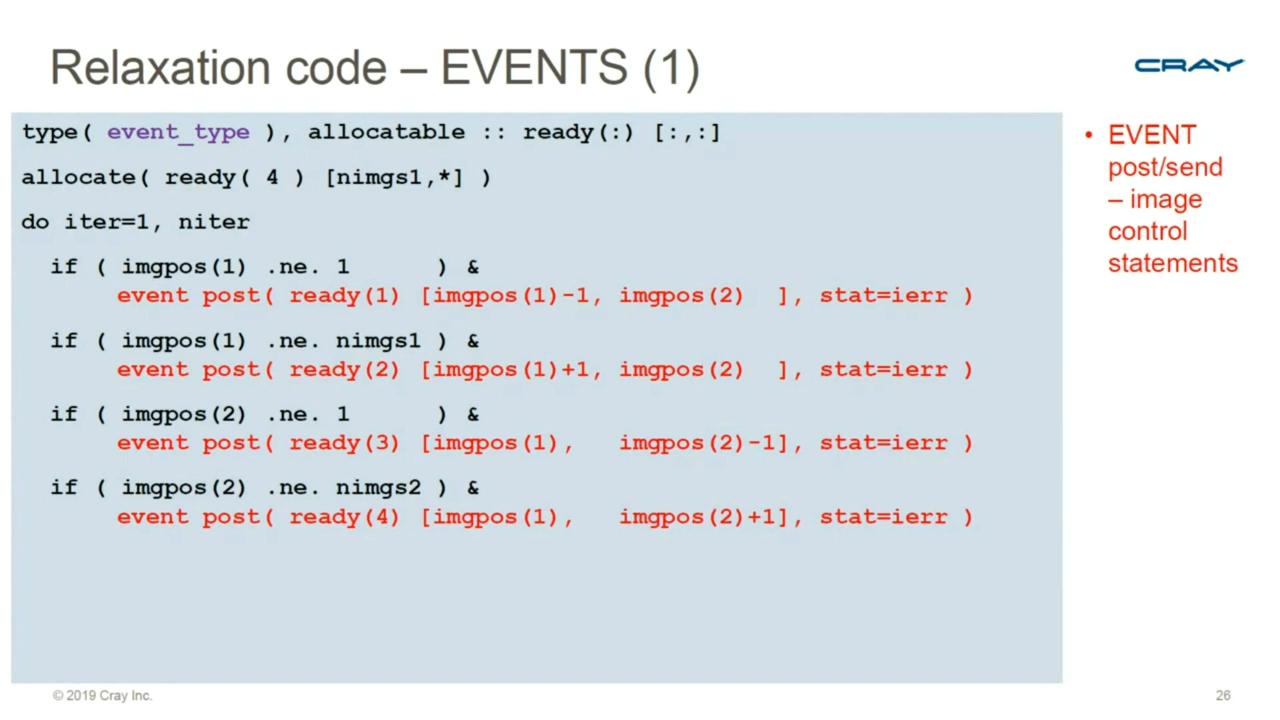 Relaxation code – EVENTS (1)
CRAY
type( event_type ), allocatable :: ready(:) [:,:]
allocate( ready( 4 ) [nimgs1,*] )
do iter=1, niter
if ( imgpos(1) .ne. 1 ) &
event post( ready(1) [imgpos(1)-1, imgpos(2) ], stat=ierr )
if ( imgpos(1) .ne. nimgs1 ) &
event post( ready(2) [imgpos(1)+1, imgpos(2) ], stat=ierr )
if ( imgpos(2) .ne. 1 ) &
event post( ready(3) [imgpos(1), imgpos(2)-1], stat=ierr )
if ( imgpos(2) .ne. nimgs2 ) &
event post( ready(4) [imgpos(1), imgpos(2)+1], stat=ierr )
• EVENT
post/send
– image
control
statements
© 2019 Cray Inc.
26